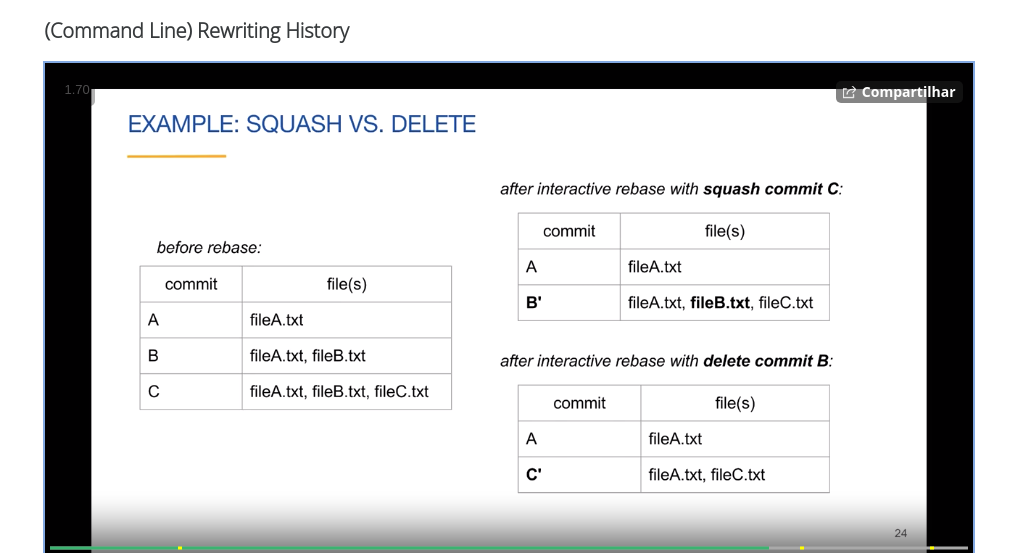 (Command Line) Rewriting History
1.70
Compartilhar
EXAMPLE: SQUASH VS. DELETE
before rebase:
commit file(s)
A fileA.txt
B fileA.txt, fileB.txt
C fileA.txt, fileB.txt, fileC.txt
after interactive rebase with squash commit C:
commit file(s)
A fileA.txt
B' fileA.txt, fileB.txt, fileC.txt
after interactive rebase with delete commit B:
commit file(s)
A fileA.txt
C' fileA.txt, fileC.txt
24